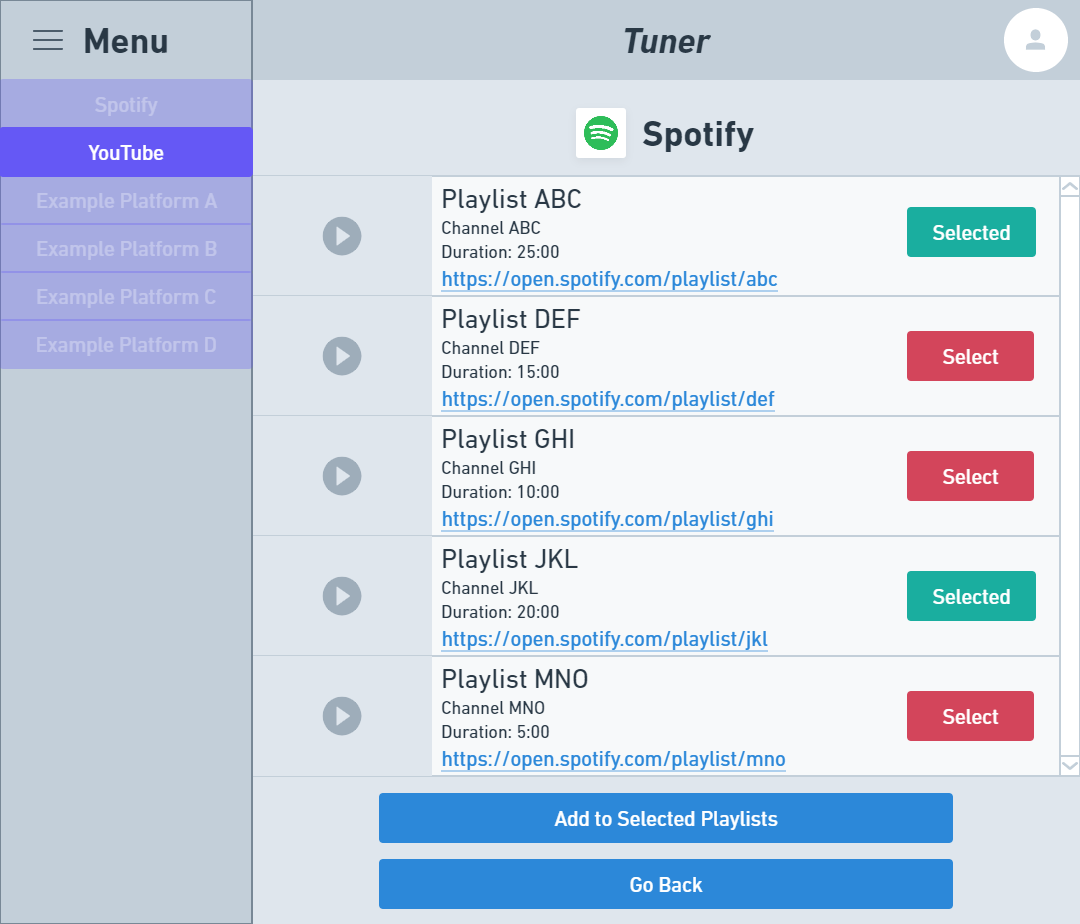 Menu
Tuner
Spotify
YouTube
Example Platform A
Example Platform B
Example Platform C
Example Platform D
Spotify
Playlist ABC
Channel ABC
Duration: 25:00
https://open.spotify.com/playlist/abc
Selected
Playlist DEF
Channel DEF
Duration: 15:00
https://open.spotify.com/playlist/def
Select
Playlist GHI
Channel GHI
Duration: 10:00
https://open.spotify.com/playlist/ghi
Select
Playlist JKL
Channel JKL
Duration: 20:00
https://open.spotify.com/playlist/jkl
Selected
Playlist MNO
Channel MNO
Duration: 5:00
https://open.spotify.com/playlist/mno
Select
Add to Selected Playlists
Go Back